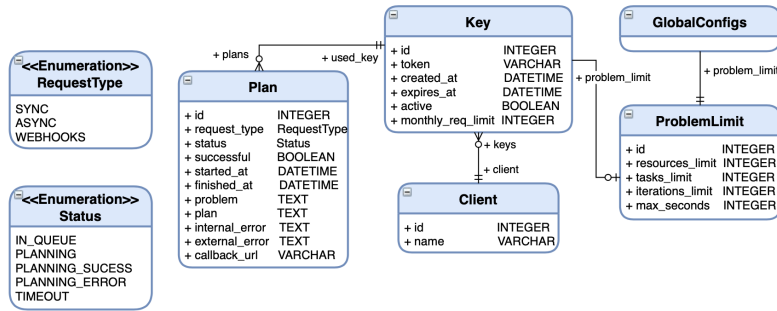 <<Enumeration>>
RequestType
SYNC
ASYNC
WEBHOOKS
<<Enumeration>>
Status
IN_QUEUE
PLANNING
PLANNING_SUCESS
PLANNING_ERROR
TIMEOUT
+ plans
+ used_key
Plan
+ id INTEGER
+ request_type RequestType
+ status Status
+ successful BOOLEAN
+ started_at DATETIME
+ finished_at DATETIME
+ problem TEXT
+ plan TEXT
+ internal_error TEXT
+ external_error TEXT
+ callback_url VARCHAR
Key
+ id INTEGER
+ token VARCHAR
+ created_at DATETIME
+ expires_at DATETIME
+ active BOOLEAN
+ monthly_req_limit INTEGER
+ keys
+ client
Client
+ id INTEGER
+ name VARCHAR
+ problem_limit
GlobalConfigs
+ problem_limit
ProblemLimit
+ id INTEGER
+ resources_limit INTEGER
+ tasks_limit INTEGER
+ iterations_limit INTEGER
+ max_seconds INTEGER